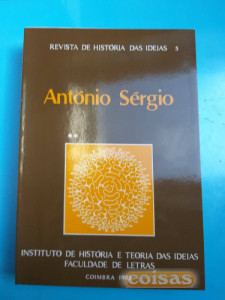 REVISTA DE HISTÓRIA DAS IDEIAS 5
António Sérgio
INSTITUTO DE HISTÓRIA E TEORIA DAS IDEIAS
FACULDADE DE LETRAS
COIMBRA
coisas